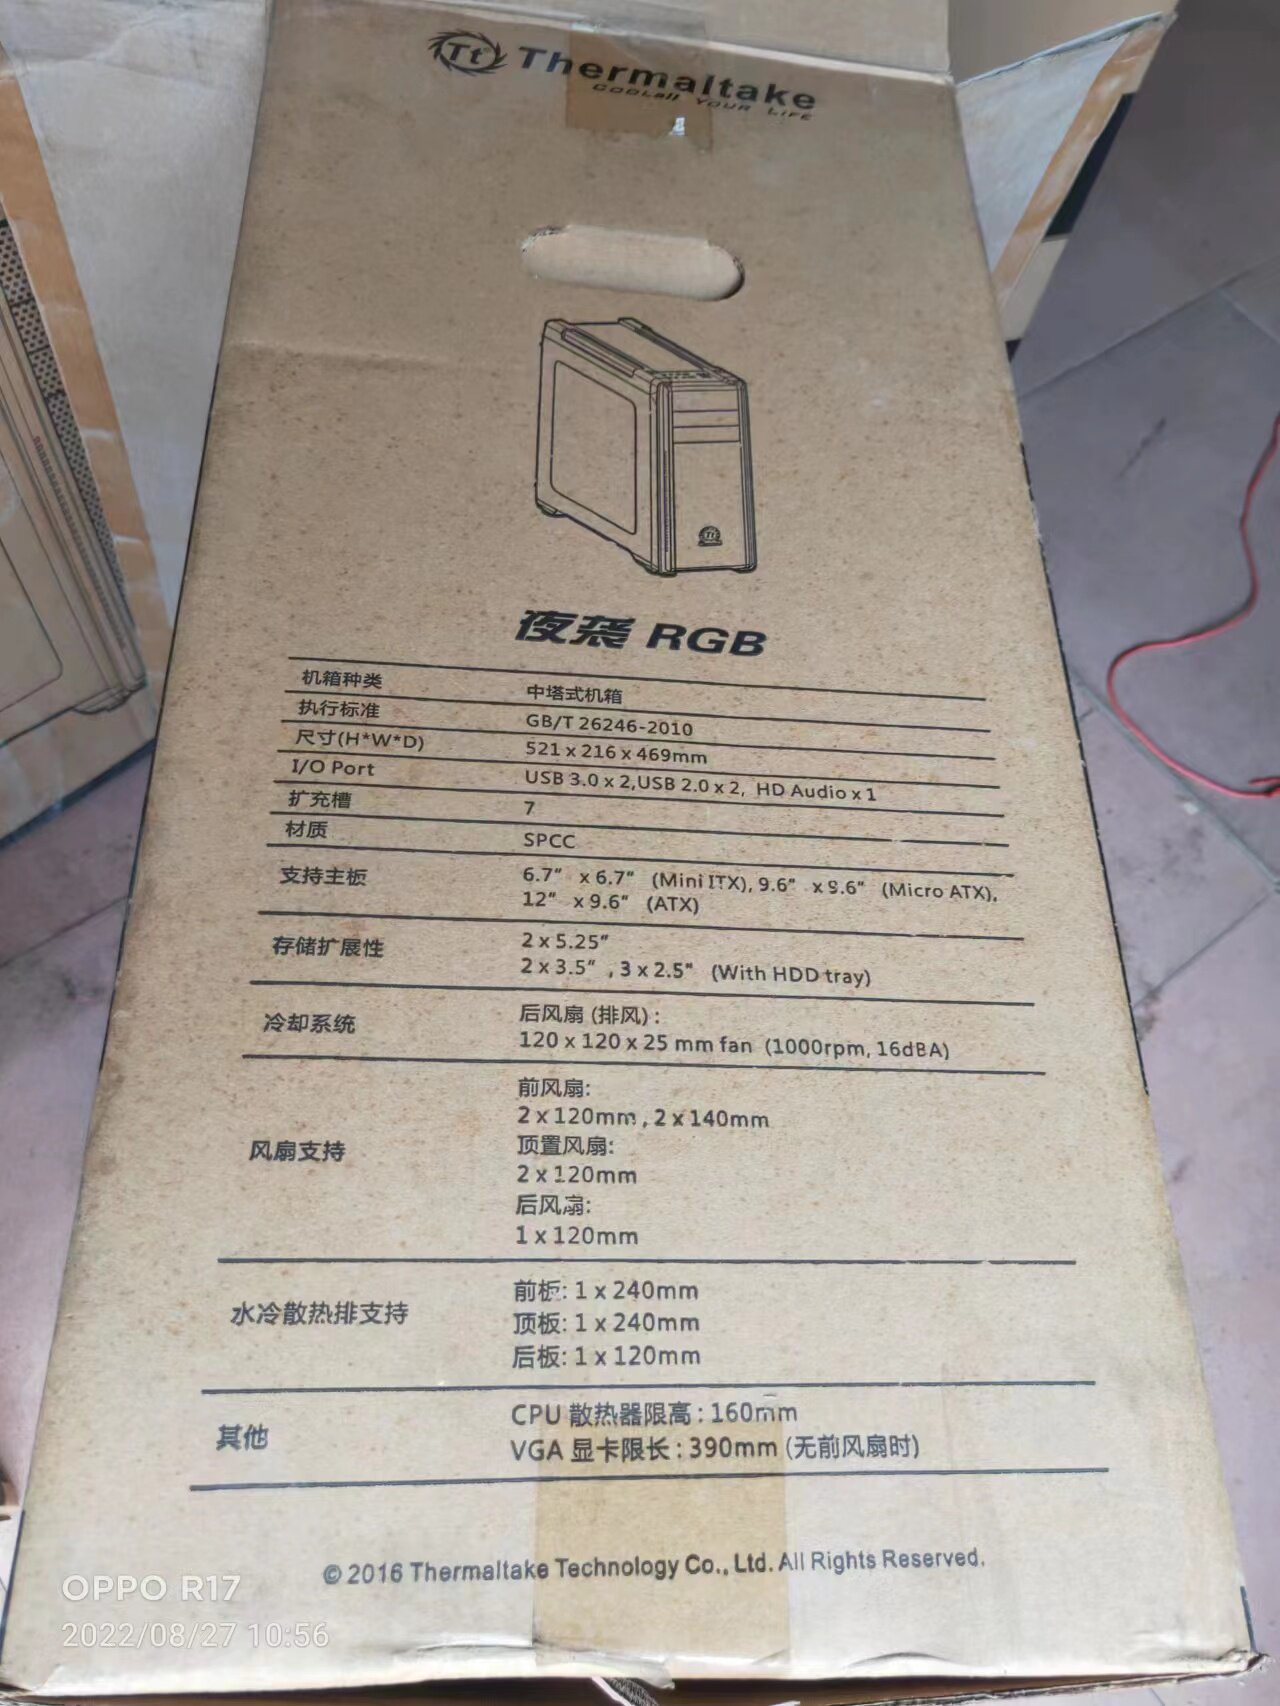 Tt Thermaltake
COOLall YOUR LIFE
Tt
夜袭 RGB
机箱种类 中塔式机箱
执行标准 GB/T 26246-2010
尺寸(H*W*D) 521 x 216 x 469mm
I/O Port USB 3.0 x 2,USB 2.0 x 2, HD Audio x 1
扩充槽 7
材质 SPCC
支持主板 6.7" x 6.7" (Mini ITX), 9.6" x 9.6" (Micro ATX),
12" x 9.6" (ATX)
存储扩展性 2 x 5.25"
2 x 3.5" , 3 x 2.5" (With HDD tray)
冷却系统 后风扇 (排风) :
120 x 120 x 25 mm fan (1000rpm, 16dBA)
风扇支持 前风扇:
2 x 120mm , 2 x 140mm
顶置风扇:
2 x 120mm
后风扇:
1 x 120mm
水冷散热排支持 前板: 1 x 240mm
顶板: 1 x 240mm
后板: 1 x 120mm
其他 CPU 散热器限高 : 160mm
VGA 显卡限长 : 390mm (无前风扇时)
© 2016 Thermaltake Technology Co., Ltd. All Rights Reserved.
OPPO R17
2022/08/27 10:56